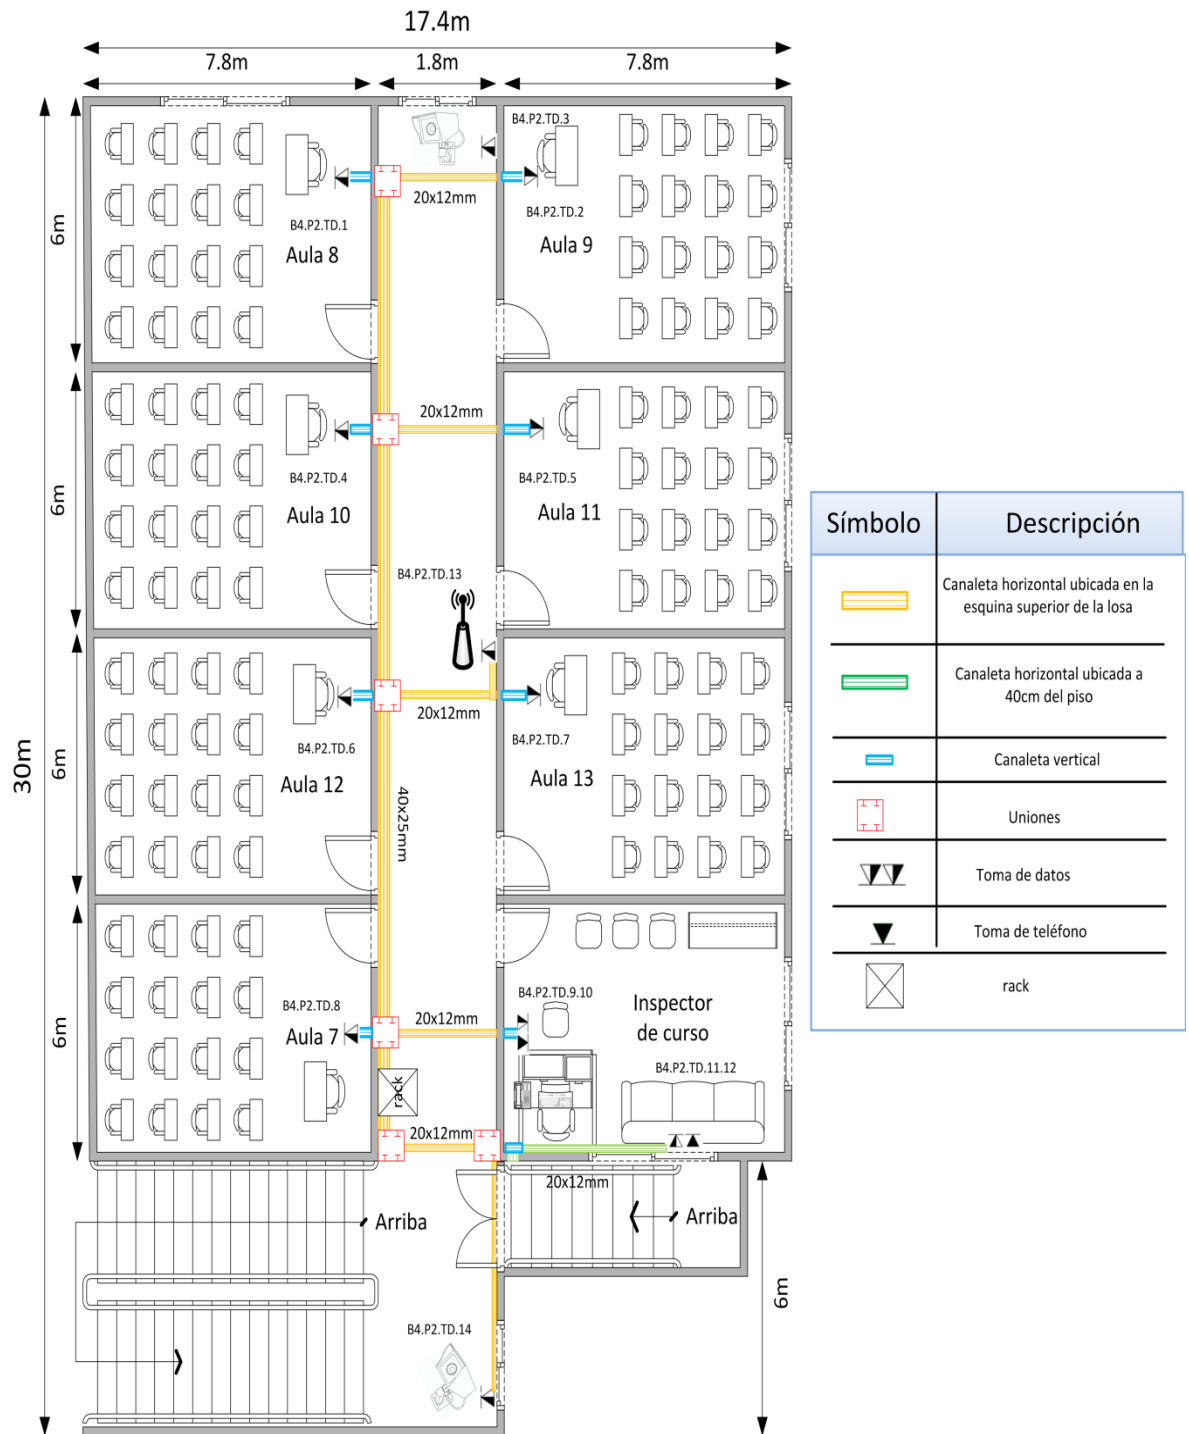 17.4m
7.8m
1.8m
7.8m
B4.P2.TD.3
20x12mm
B4.P2.TD.1
B4.P2.TD.2
Aula 8
Aula 9
6m
20x12mm
B4.P2.TD.4
B4.P2.TD.5
Aula 10
Aula 11
6m
B4.P2.TD.13
20x12mm
B4.P2.TD.6
B4.P2.TD.7
Aula 12
Aula 13
6m
30m
40x25mm
B4.P2.TD.8
B4.P2.TD.9.10
Inspector
de curso
20x12mm
Aula 7
6m
B4.P2.TD.11.12
rack
20x12mm
20x12mm
Arriba
Arriba
6m
B4.P2.TD.14
Símbolo
Descripción
Canaleta horizontal ubicada en la
esquina superior de la losa
Canaleta horizontal ubicada a
40cm del piso
Canaleta vertical
Uniones
Toma de datos
Toma de teléfono
rack